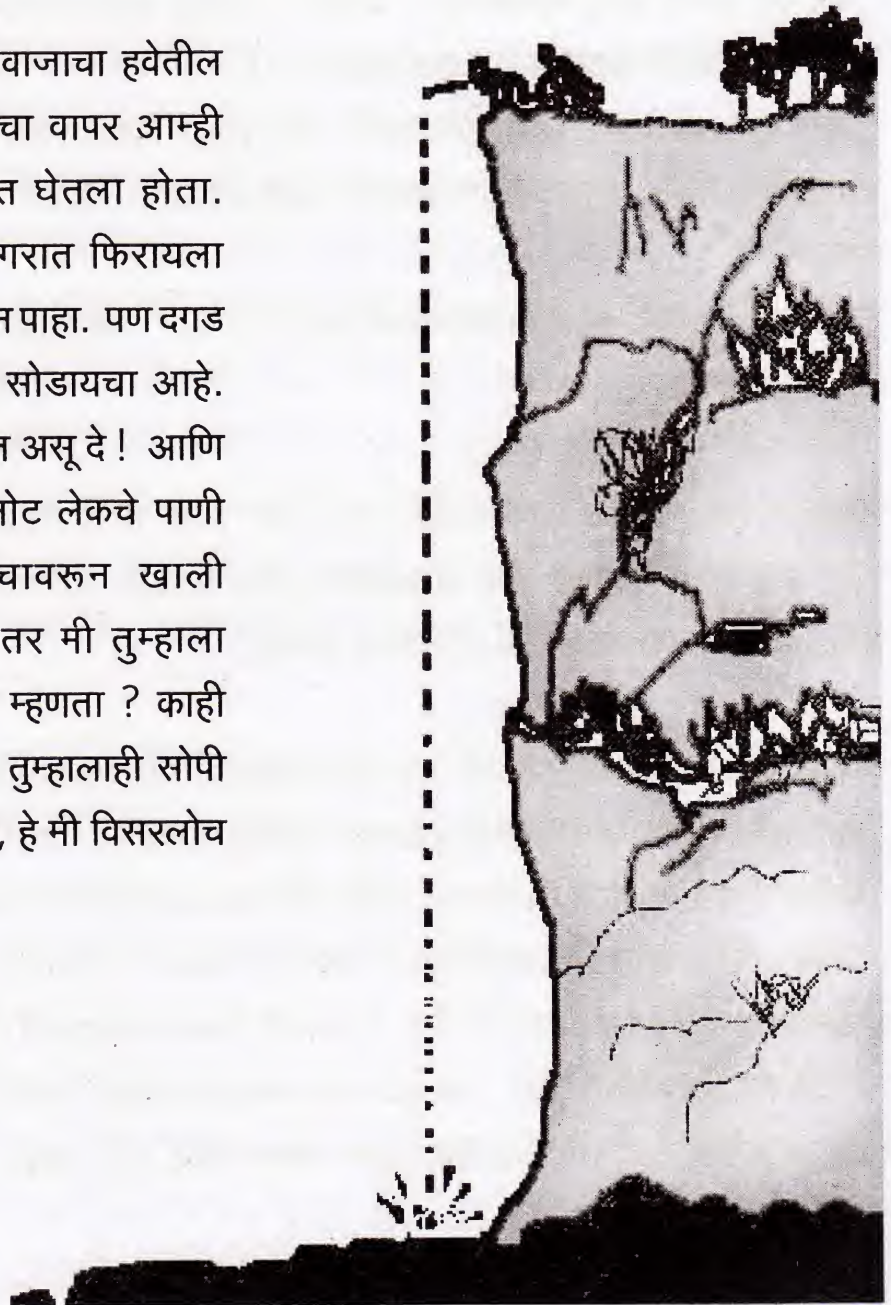 वाजाचा हवेतील
चा वापर आम्ही
त घेतला होता.
गरात फिरायला
न पाहा. पण दगड
सोडायचा आहे.
त असू दे ! आणि
नोट लेकचे पाणी
चावरून खाली
तर मी तुम्हाला
म्हणता ? काही
तुम्हालाही सोपी
, हे मी विसरलोच